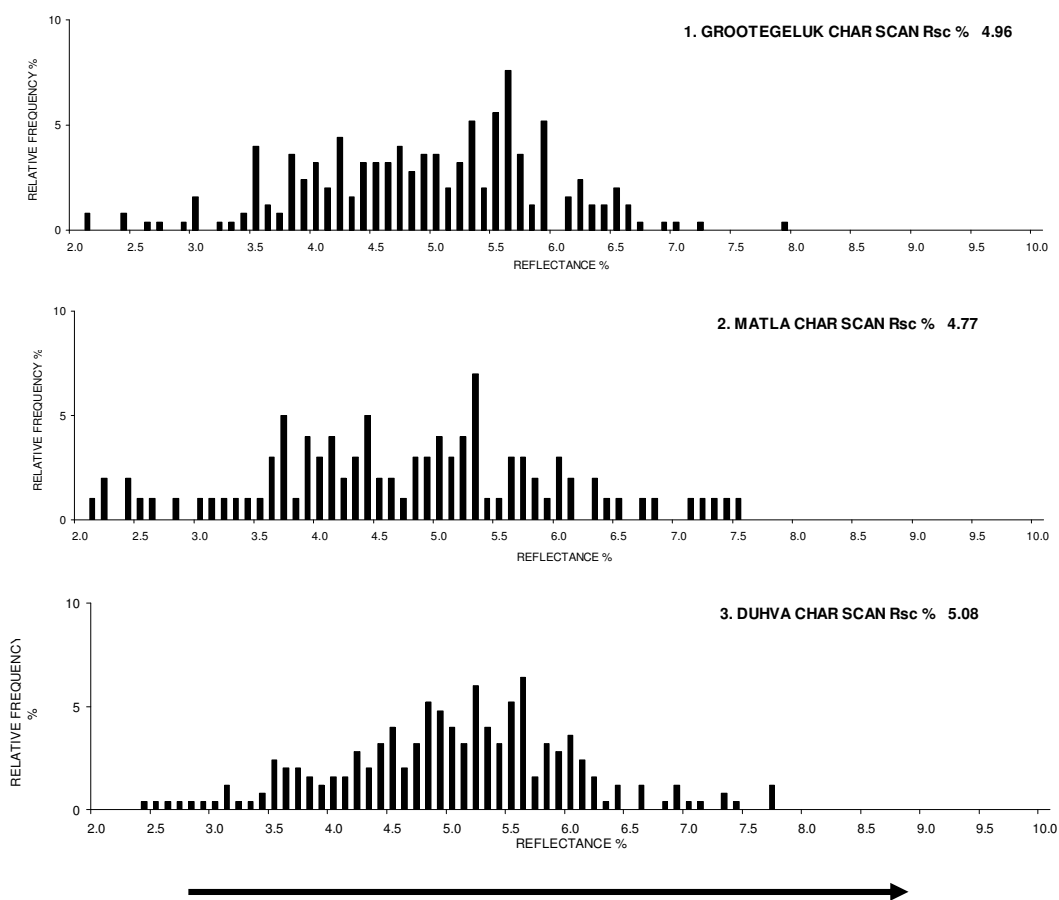 1. GROOTEGELUK CHAR SCAN Rsc % 4.96
RELATIVE FREQUENCY %
10
5
0
2.0 2.5 3.0 3.5 4.0 4.5 5.0 5.5 6.0 6.5 7.0 7.5 8.0 8.5 9.0 9.5 10.0
REFLECTANCE %
2. MATLA CHAR SCAN Rsc % 4.77
RELATIVE FREQUENCY %
10
5
0
2.0 2.5 3.0 3.5 4.0 4.5 5.0 5.5 6.0 6.5 7.0 7.5 8.0 8.5 9.0 9.5 10.0
REFLECTANCE %
3. DUHVA CHAR SCAN Rsc % 5.08
RELATIVE FREQUENCY
%
10
5
0
2.0 2.5 3.0 3.5 4.0 4.5 5.0 5.5 6.0 6.5 7.0 7.5 8.0 8.5 9.0 9.5 10.0
REFLECTANCE %